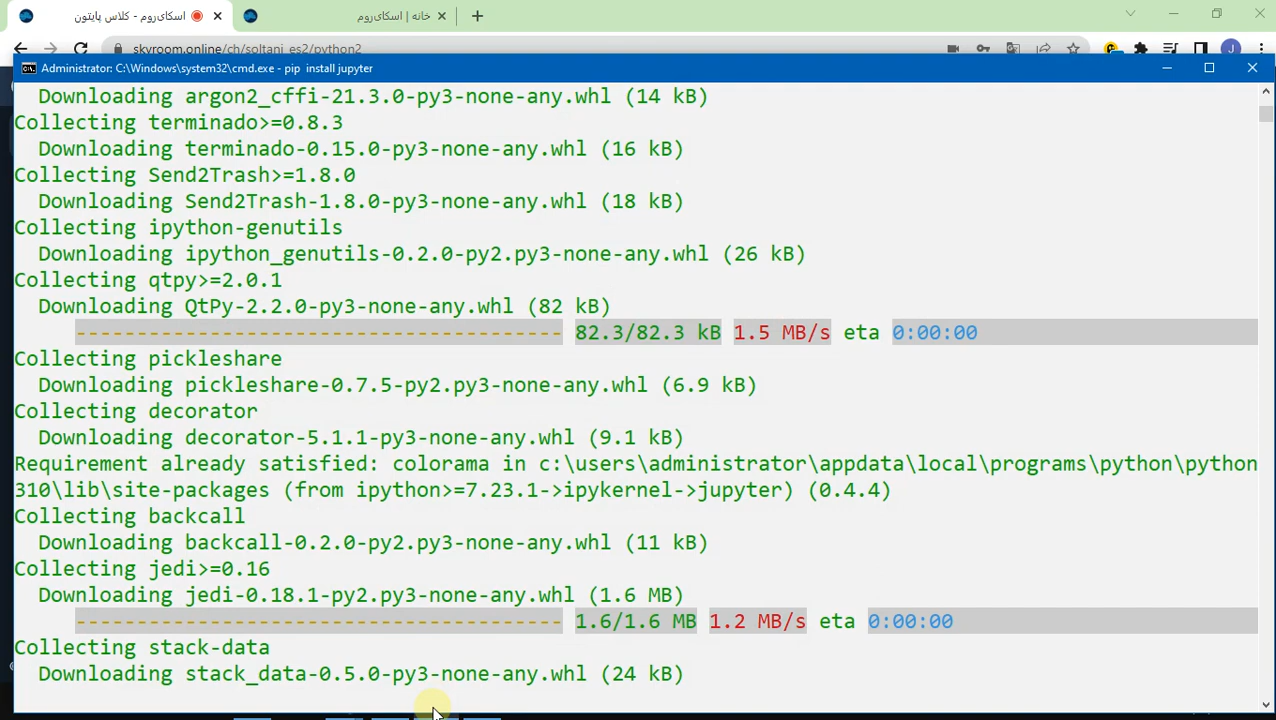 اسکای‌روم - کلاس پایتون
خانه | اسکای‌روم
skyroom.online/ch/soltani_es2/python2
J
Administrator: C:\Windows\system32\cmd.exe - pip  install jupyter
Downloading argon2_cffi-21.3.0-py3-none-any.whl (14 kB)
Collecting terminado>=0.8.3
Downloading terminado-0.15.0-py3-none-any.whl (16 kB)
Collecting Send2Trash>=1.8.0
Downloading Send2Trash-1.8.0-py3-none-any.whl (18 kB)
Collecting ipython-genutils
Downloading ipython_genutils-0.2.0-py2.py3-none-any.whl (26 kB)
Collecting qtpy>=2.0.1
Downloading QtPy-2.2.0-py3-none-any.whl (82 kB)
---------------------------------------- 82.3/82.3 kB 1.5 MB/s eta 0:00:00
Collecting pickleshare
Downloading pickleshare-0.7.5-py2.py3-none-any.whl (6.9 kB)
Collecting decorator
Downloading decorator-5.1.1-py3-none-any.whl (9.1 kB)
Requirement already satisfied: colorama in c:\users\administrator\appdata\local\programs\python\python
310\lib\site-packages (from ipython>=7.23.1->ipykernel->jupyter) (0.4.4)
Collecting backcall
Downloading backcall-0.2.0-py2.py3-none-any.whl (11 kB)
Collecting jedi>=0.16
Downloading jedi-0.18.1-py2.py3-none-any.whl (1.6 MB)
---------------------------------------- 1.6/1.6 MB 1.2 MB/s eta 0:00:00
Collecting stack-data
Downloading stack_data-0.5.0-py3-none-any.whl (24 kB)